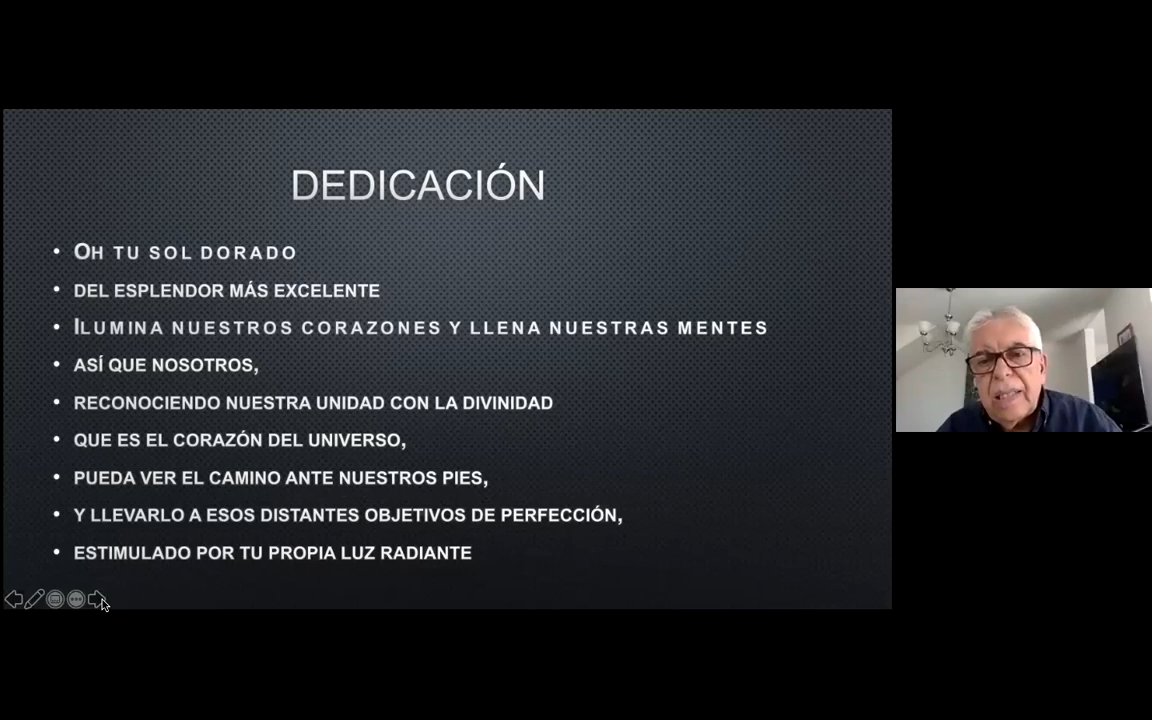 DEDICACIÓN
• OH TU SOL DORADO
• DEL ESPLENDOR MÁS EXCELENTE
• ILUMINA NUESTROS CORAZONES Y LLENA NUESTRAS MENTES
• ASÍ QUE NOSOTROS,
• RECONOCIENDO NUESTRA UNIDAD CON LA DIVINIDAD
• QUE ES EL CORAZÓN DEL UNIVERSO,
• PUEDA VER EL CAMINO ANTE NUESTROS PIES,
• Y LLEVARLO A ESOS DISTANTES OBJETIVOS DE PERFECCIÓN,
• ESTIMULADO POR TU PROPIA LUZ RADIANTE